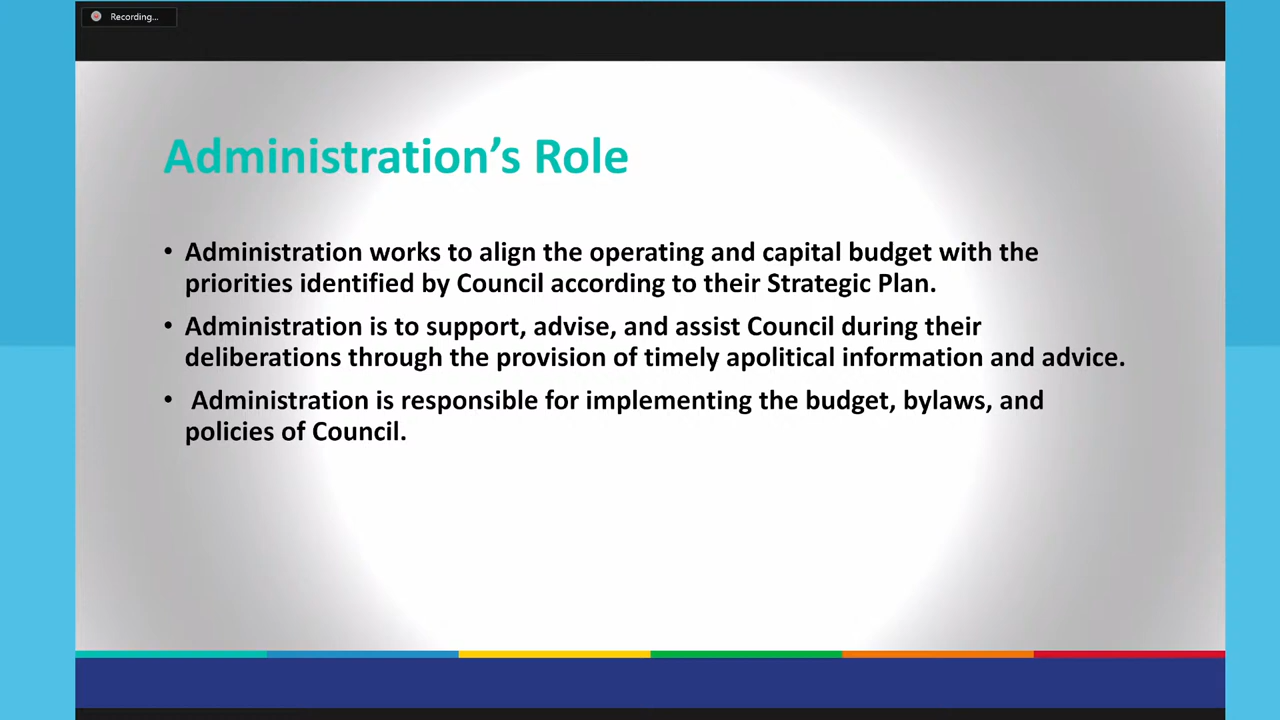 Recording...
Administration's Role
• Administration works to align the operating and capital budget with the
priorities identified by Council according to their Strategic Plan.
• Administration is to support, advise, and assist Council during their
deliberations through the provision of timely apolitical information and advice.
• Administration is responsible for implementing the budget, bylaws, and
policies of Council.